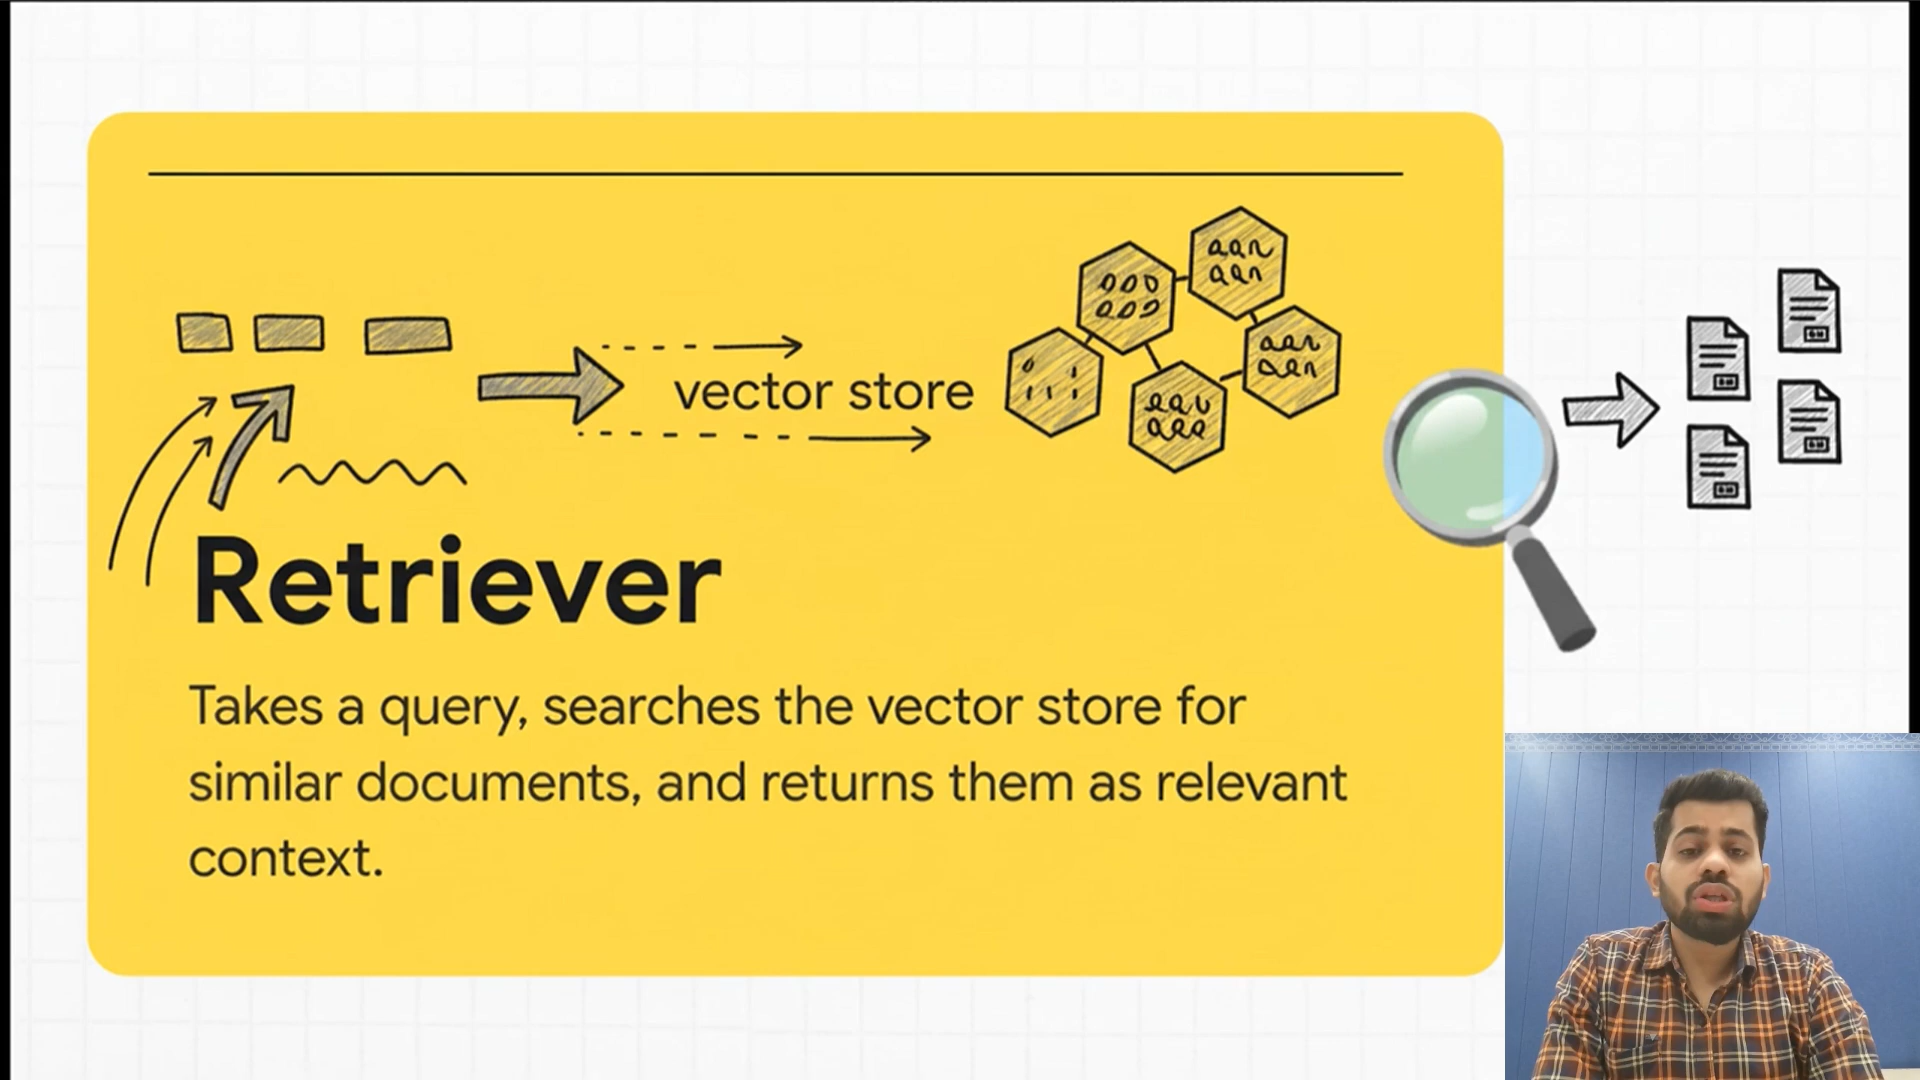 vector store
Retriever
Takes a query, searches the vector store for
similar documents, and returns them as relevant
context.